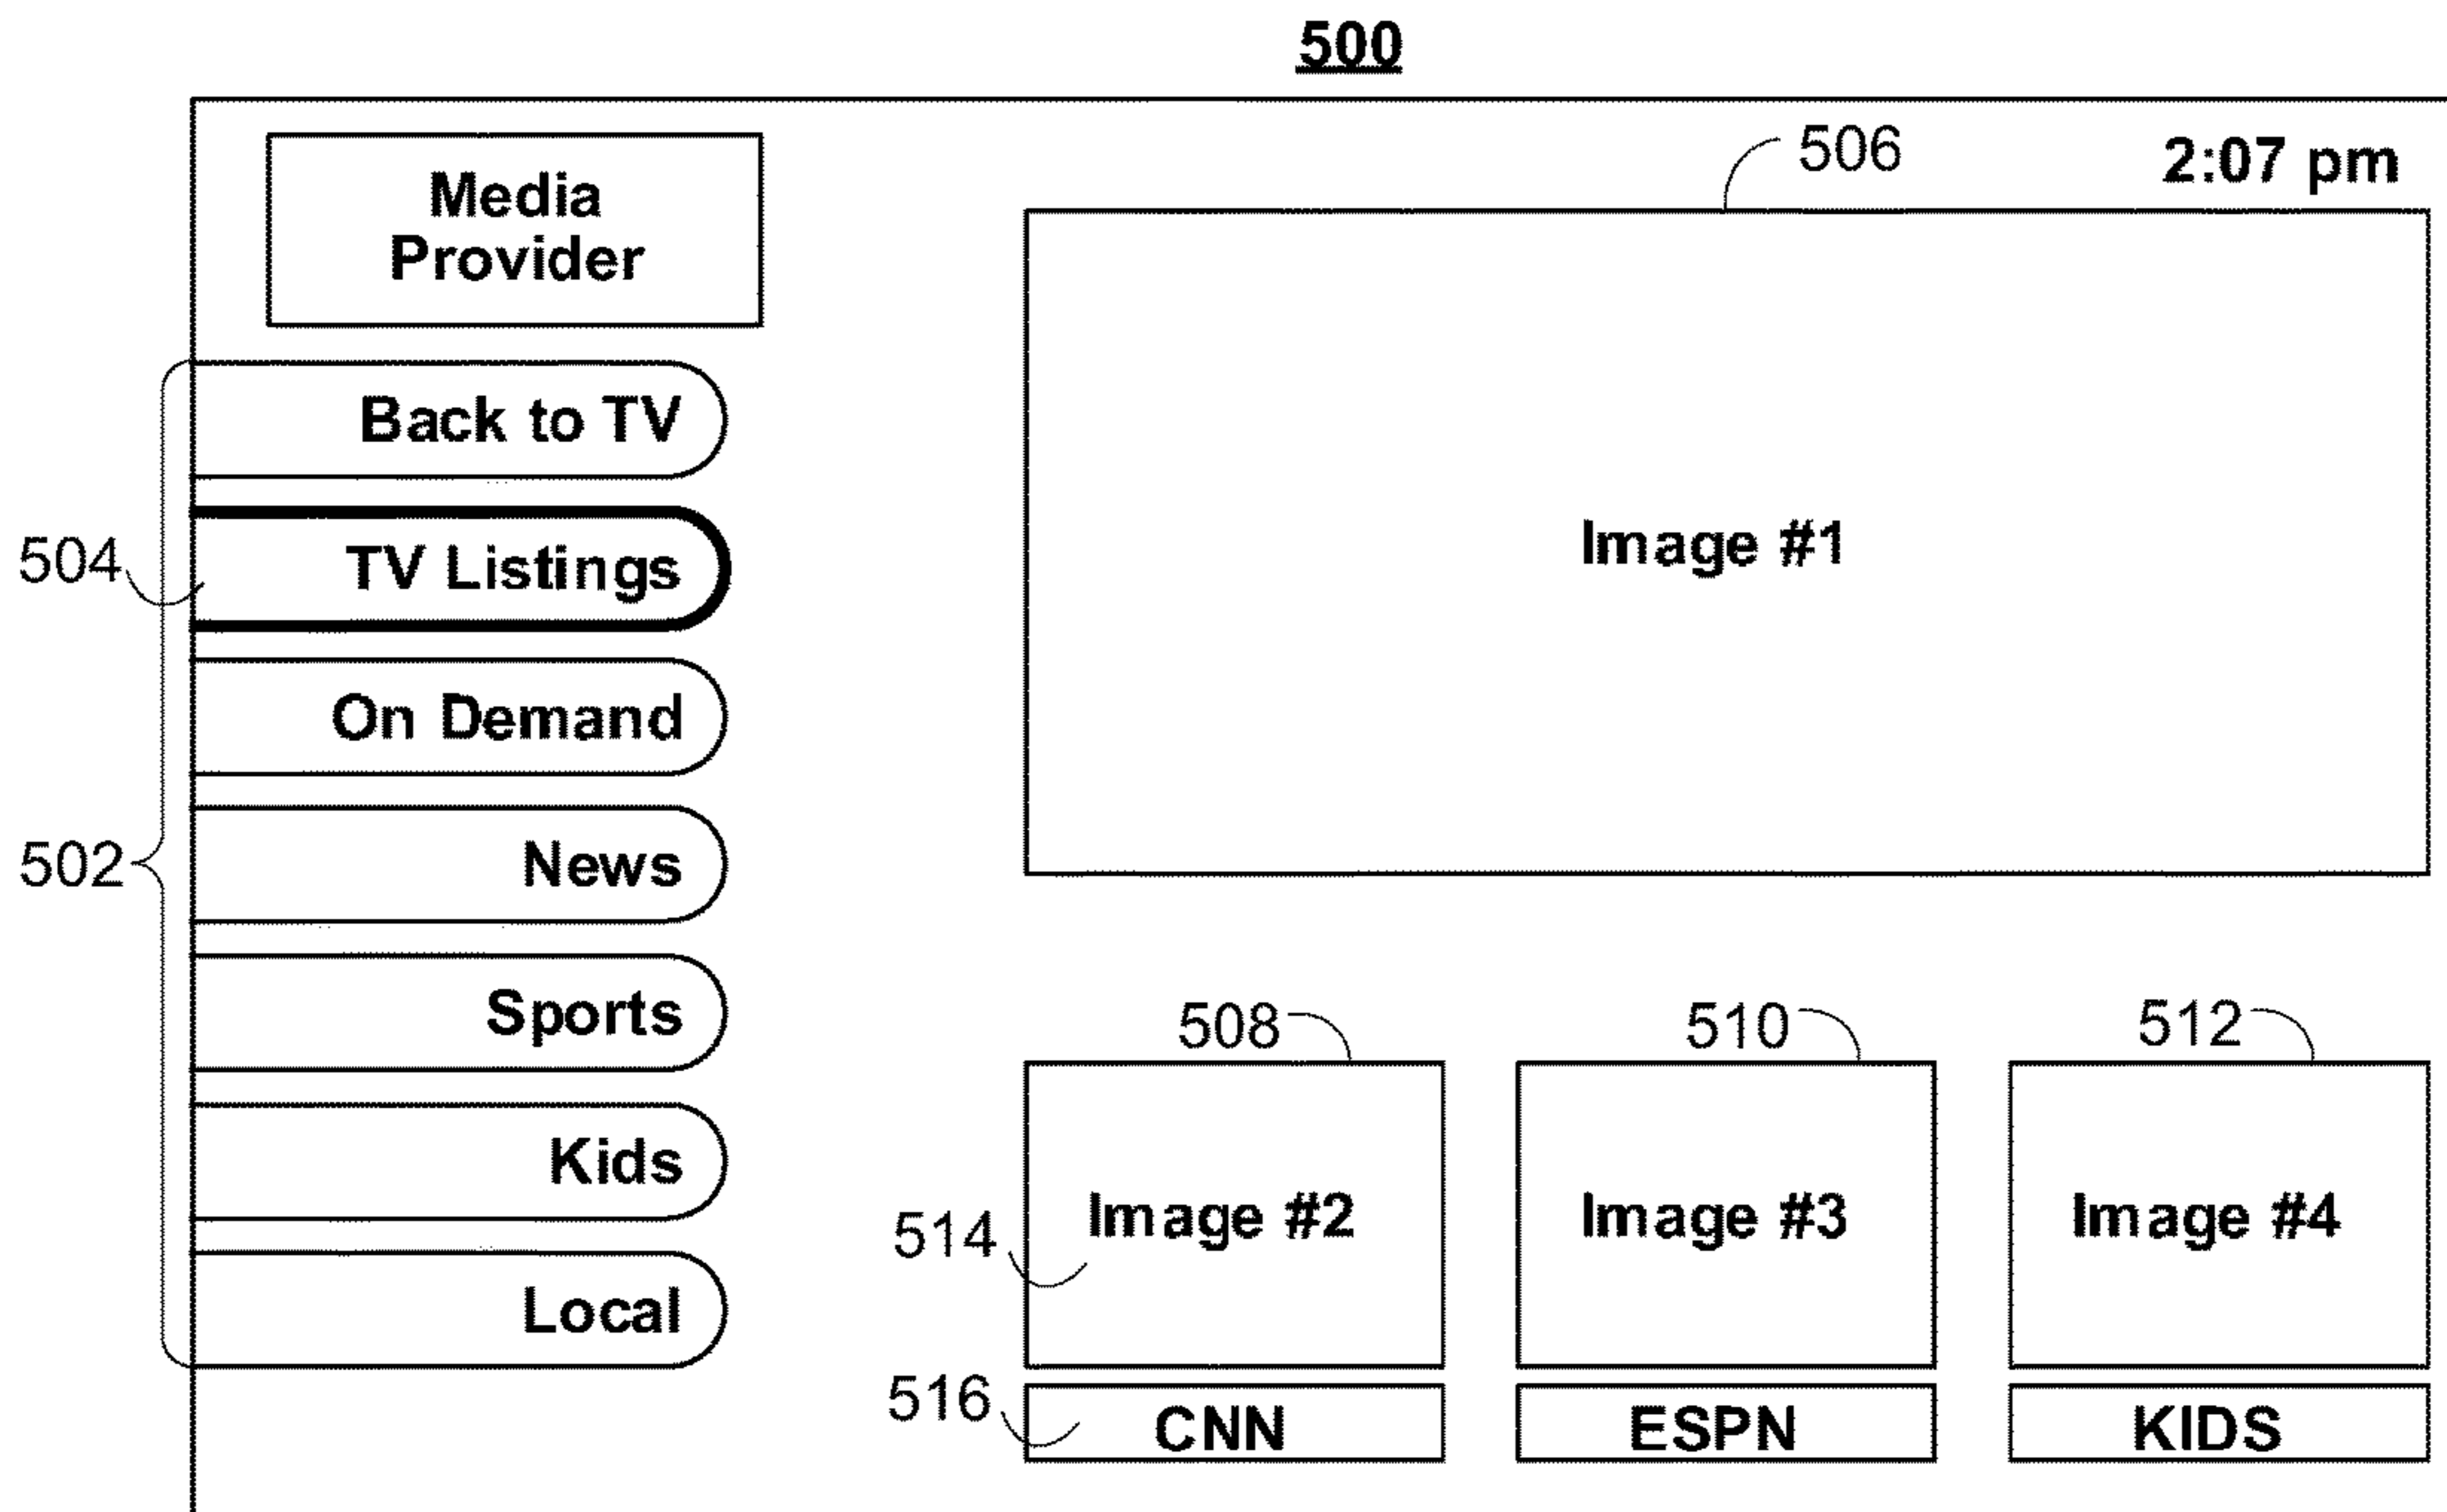 500
506
2:07 pm
Media
Provider
Back to TV
504
TV Listings
Image #1
On Demand
502
News
Sports
508
510
512
Kids
514
Image #2
Image #3
Image #4
Local
516
CNN
ESPN
KIDS